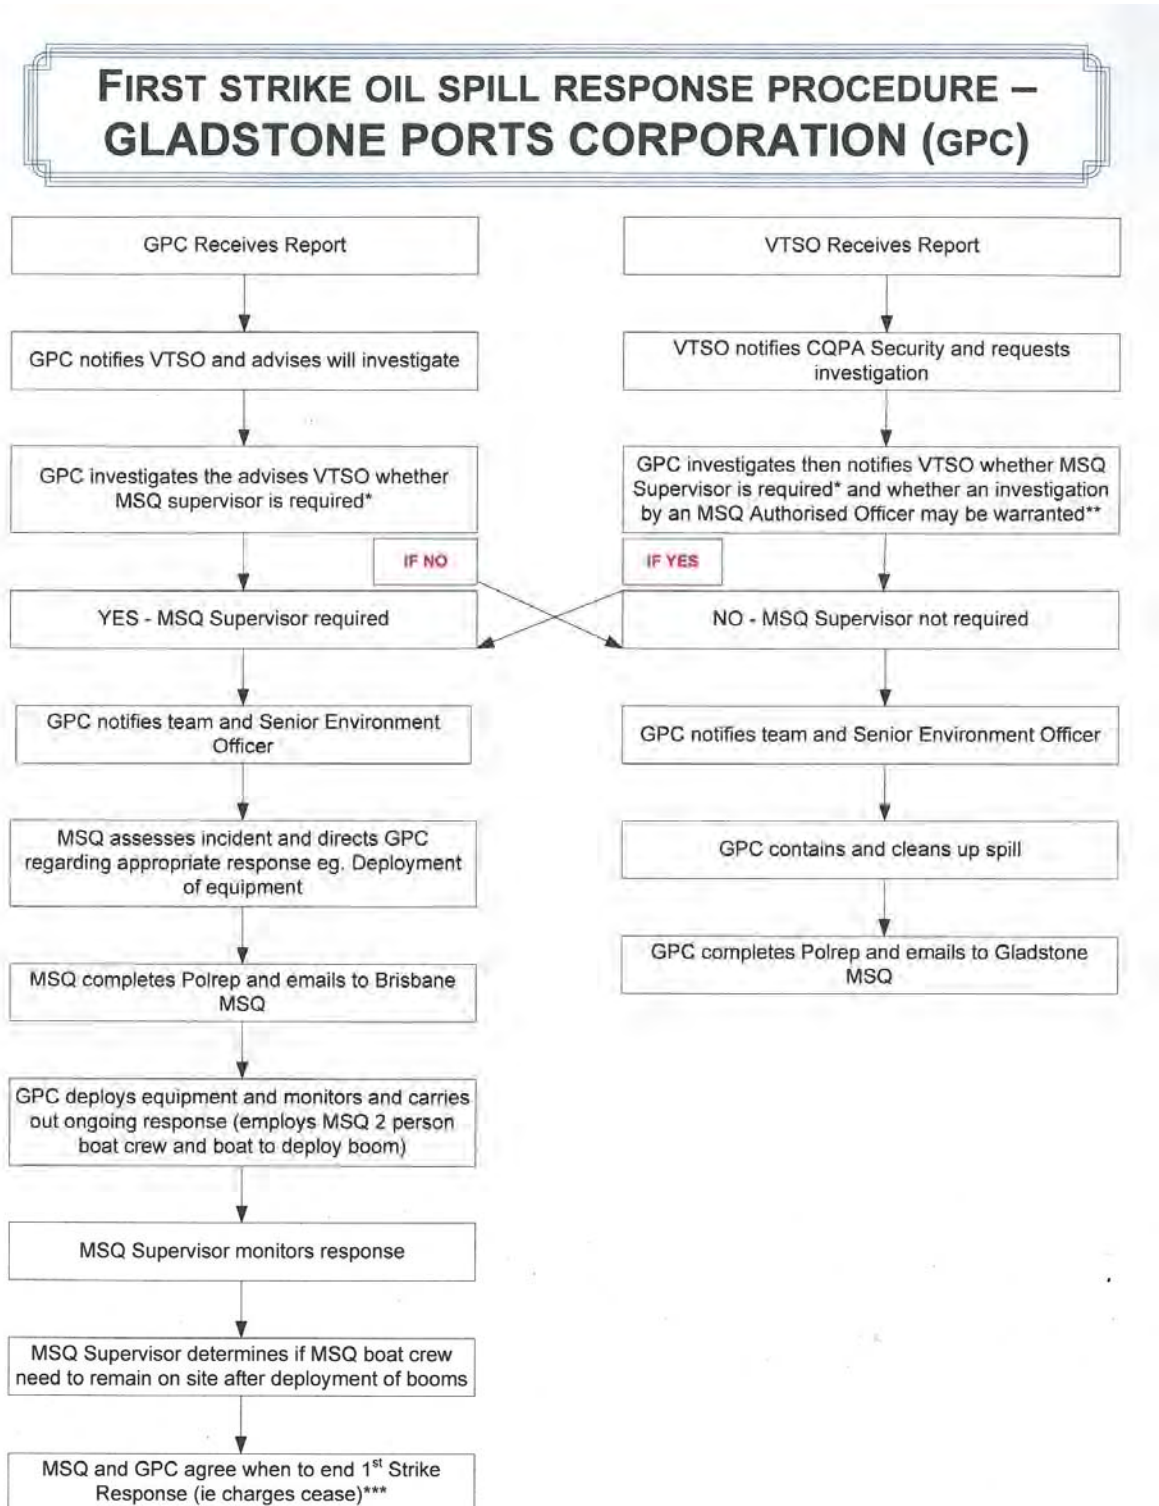 FIRST STRIKE OIL SPILL RESPONSE PROCEDURE –
GLADSTONE PORTS CORPORATION (GPC)
GPC Receives Report
VTSO Receives Report
GPC notifies VTSO and advises will investigate
VTSO notifies CQPA Security and requests
investigation
GPC investigates the advises VTSO whether
MSQ supervisor is required*
GPC investigates then notifies VTSO whether MSQ
Supervisor is required* and whether an investigation
by an MSQ Authorised Officer may be warranted**
IF NO
IF YES
YES - MSQ Supervisor required
NO - MSQ Supervisor not required
GPC notifies team and Senior Environment
Officer
GPC notifies team and Senior Environment Officer
MSQ assesses incident and directs GPC
regarding appropriate response eg. Deployment
of equipment
GPC contains and cleans up spill
MSQ completes Polrep and emails to Brisbane
MSQ
GPC completes Polrep and emails to Gladstone
MSQ
GPC deploys equipment and monitors and carries
out ongoing response (employs MSQ 2 person
boat crew and boat to deploy boom)
MSQ Supervisor monitors response
MSQ Supervisor determines if MSQ boat crew
need to remain on site after deployment of booms
MSQ and GPC agree when to end 1st Strike
Response (ie charges cease)***